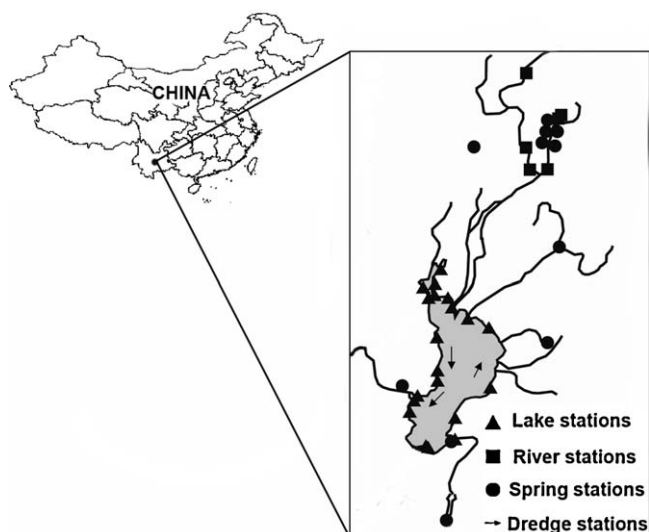 CHINA
Lake stations
River stations
Spring stations
Dredge stations